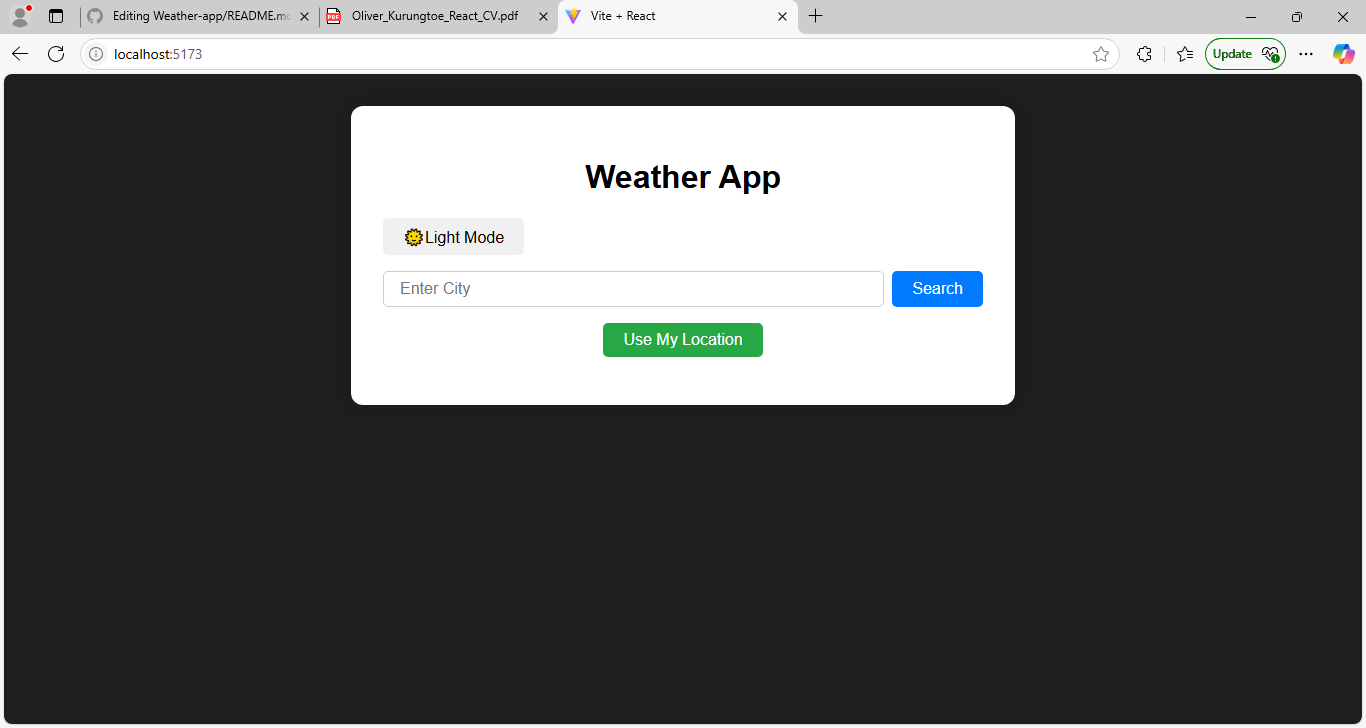 Editing Weather-app/README.mc
Oliver_Kurungtoe_React_CV.pdf
Vite + React
localhost:5173
Update
Weather App
Light Mode
Enter City
Search
Use My Location